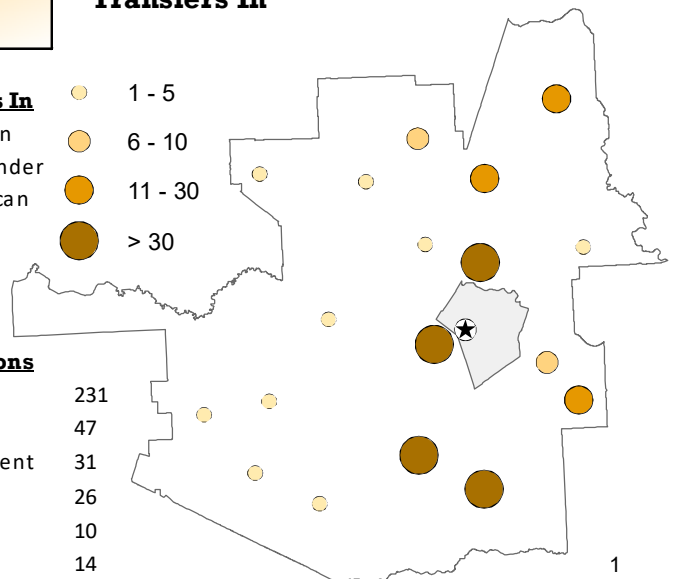 Transfers In
s In
n
nder
can
1 - 5
6 - 10
11 - 30
> 30
ons
231
47
ent 31
26
10
14
1